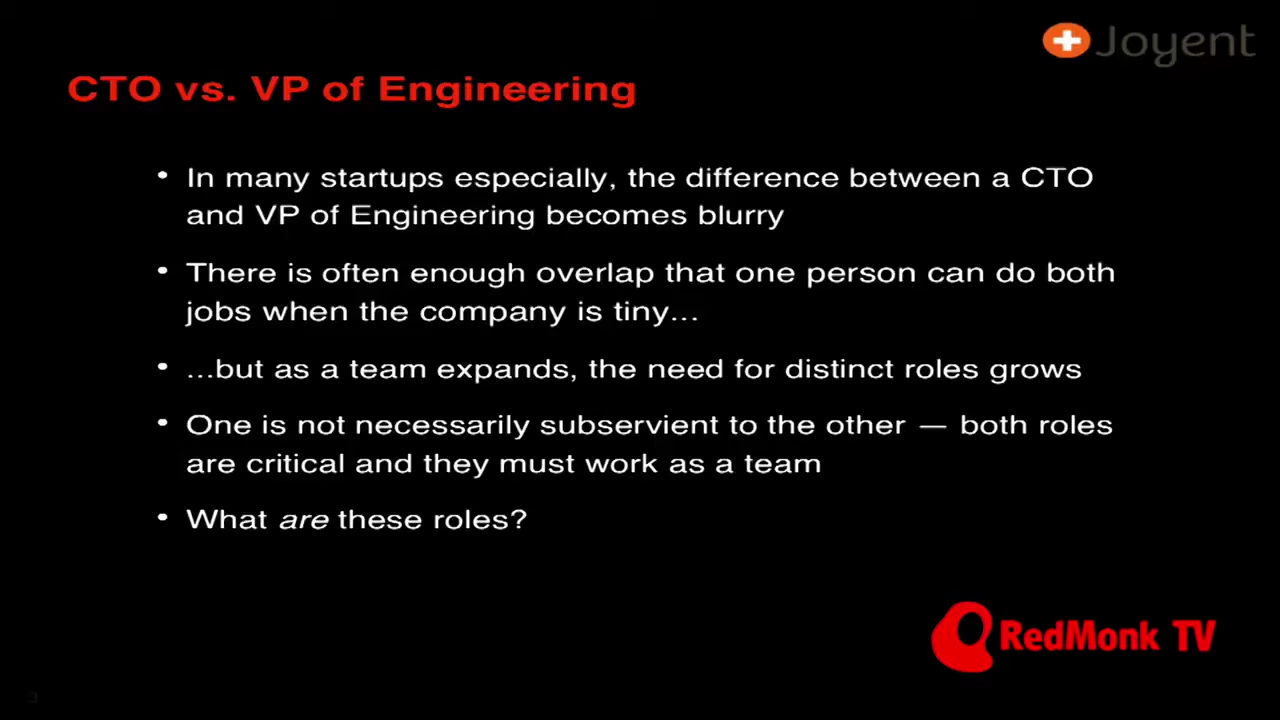 Joyent
CTO vs. VP of Engineering
• In many startups especially, the difference between a CTO
and VP of Engineering becomes blurry
• There is often enough overlap that one person can do both
jobs when the company is tiny...
• ...but as a team expands, the need for distinct roles grows
• One is not necessarily subservient to the other — both roles
are critical and they must work as a team
• What are these roles?
RedMonk TV
3